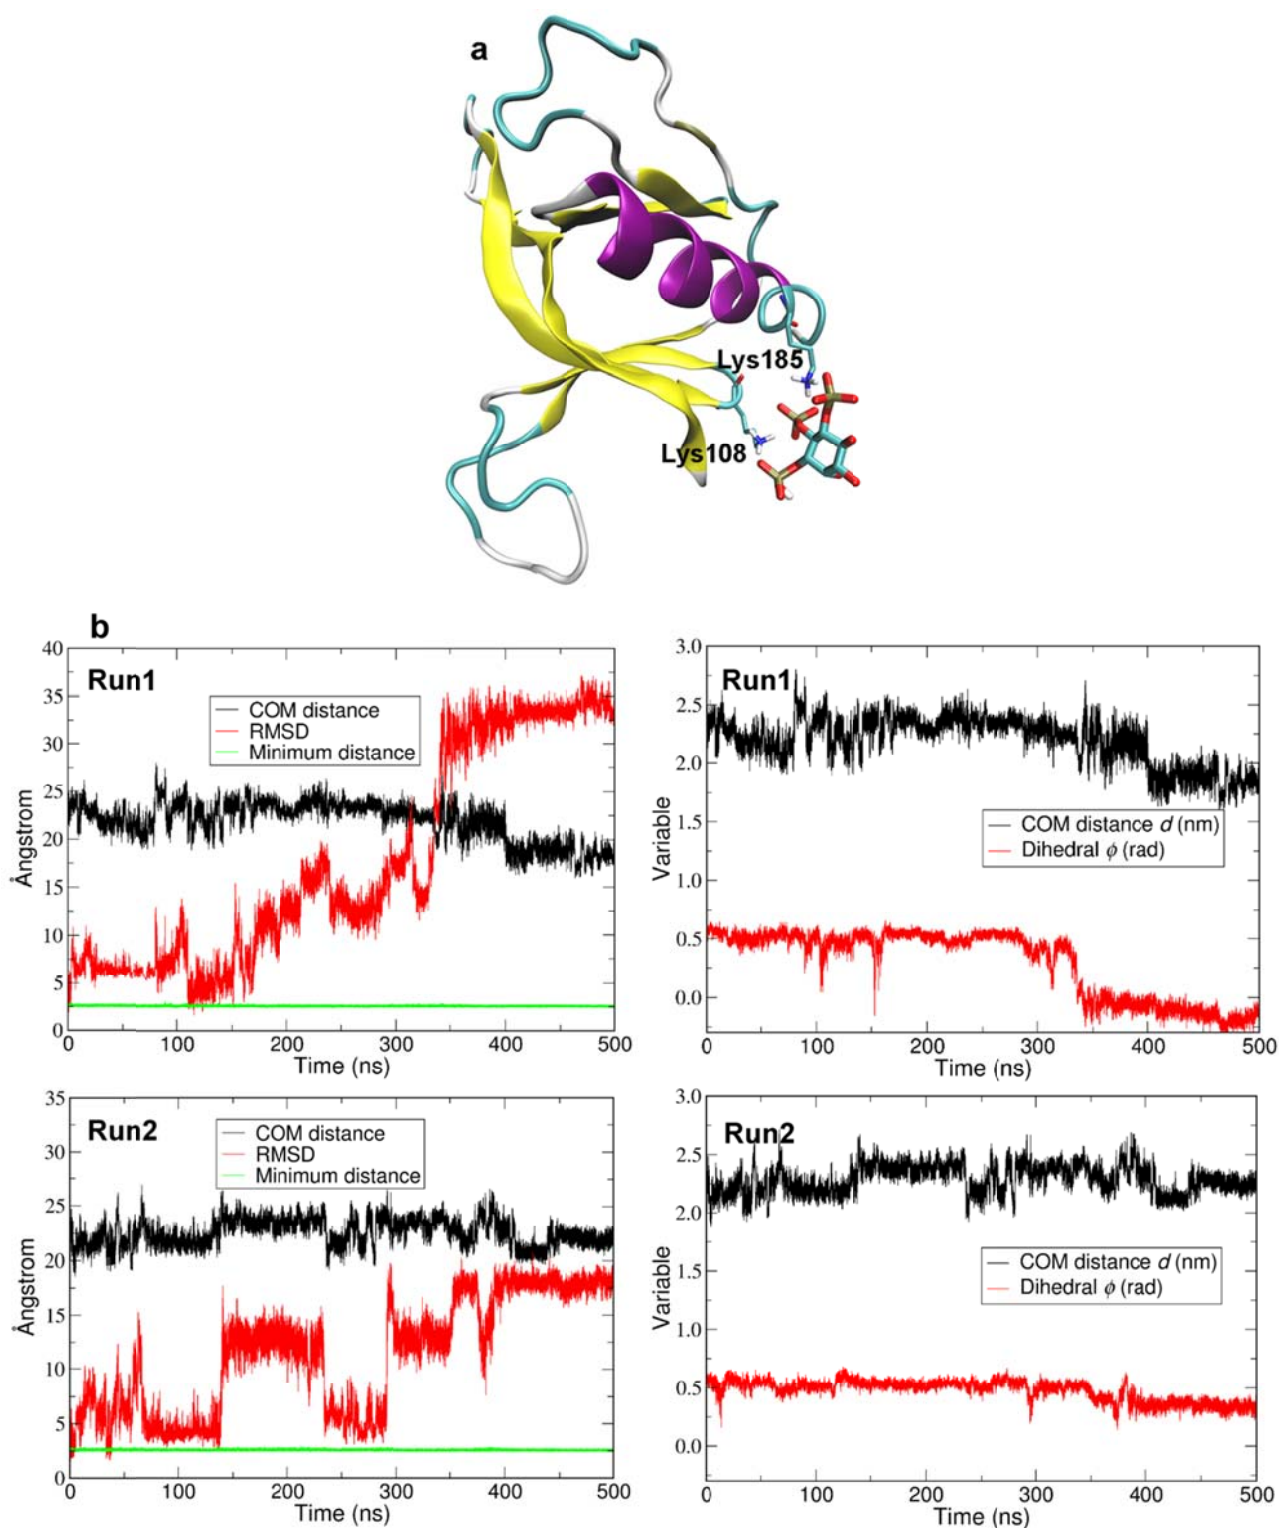 a
Lys185
Lys108
b
40
35
30
25
20
15
10
5
0
Ångstrom
Run1
COM distance
RMSD
Minimum distance
0 100 200 300 400 500
Time (ns)
3.0
2.5
2.0
1.5
1.0
0.5
0.0
Variable
Run1
COM distance d (nm)
Dihedral ϕ (rad)
0 100 200 300 400 500
Time (ns)
35
30
25
20
15
10
5
0
Ångstrom
Run2
COM distance
RMSD
Minimum distance
0 100 200 300 400 500
Time (ns)
3.0
2.5
2.0
1.5
1.0
0.5
0.0
Variable
Run2
COM distance d (nm)
Dihedral ϕ (rad)
0 100 200 300 400 500
Time (ns)